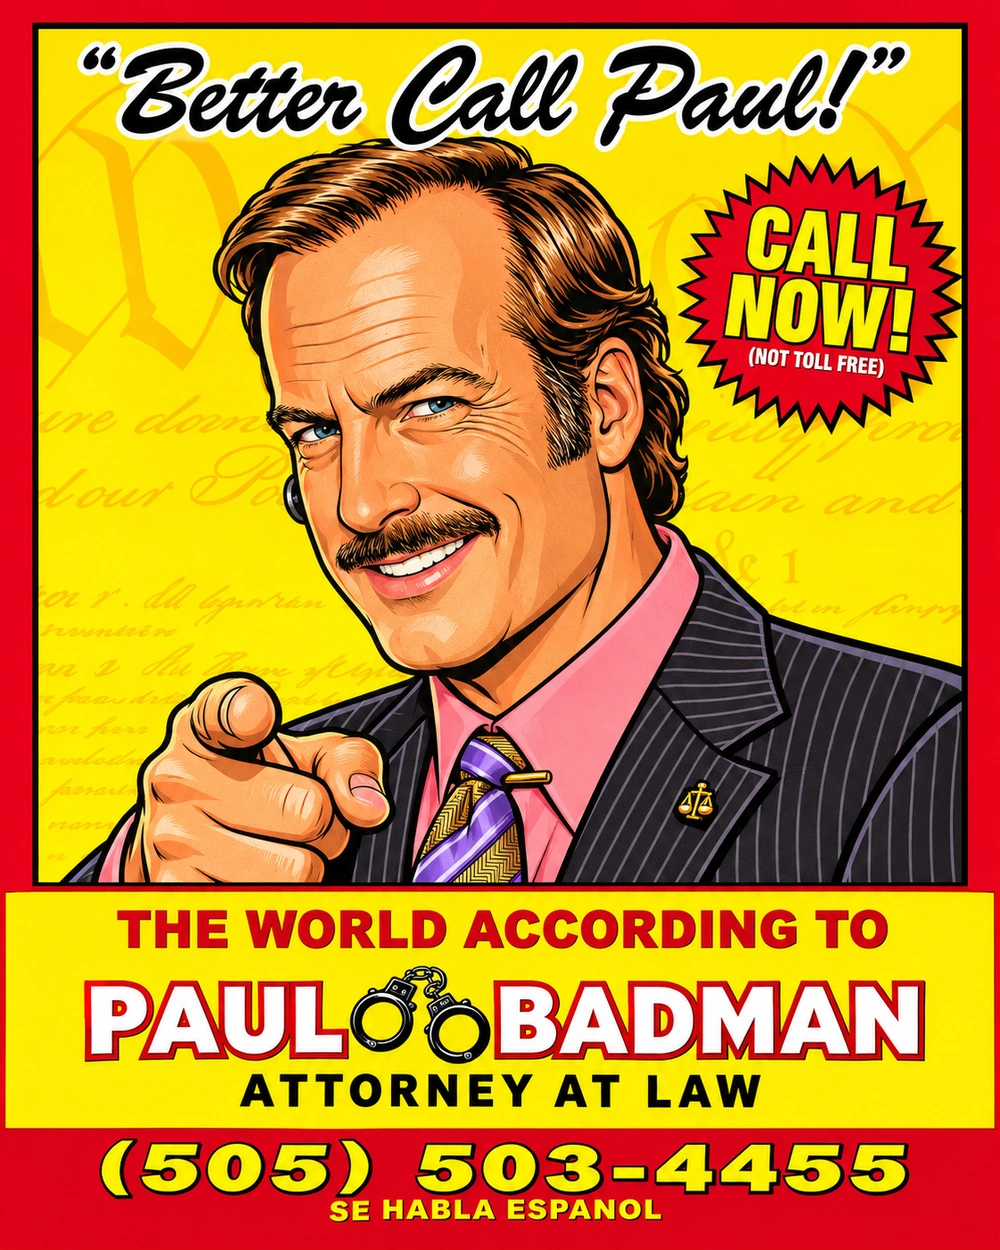 “Better Call Paul!”
CALL
NOW!
(NOT TOLL FREE)
& 1
THE WORLD ACCORDING TO
PAUL BADMAN
ATTORNEY AT LAW
(505) 503-4455
SE HABLA ESPANOL